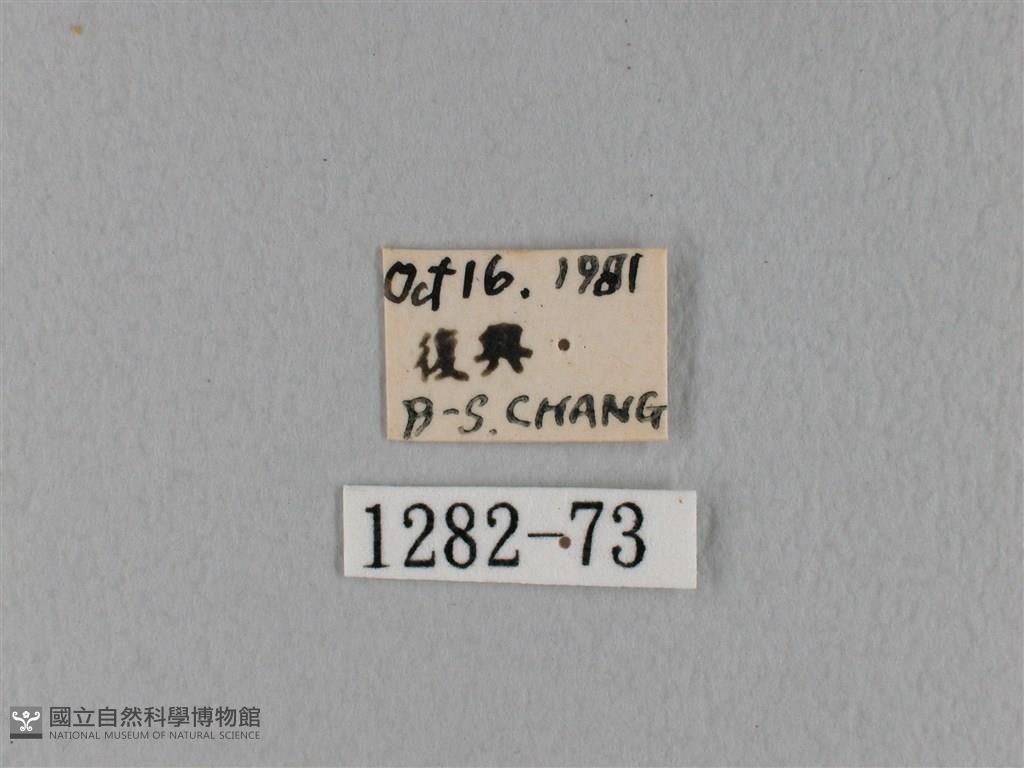 Oct 16. 1981
復興
B-S. CHANG
1282-73
國立自然科學博物館
NATIONAL MUSEUM OF NATURAL SCIENCE